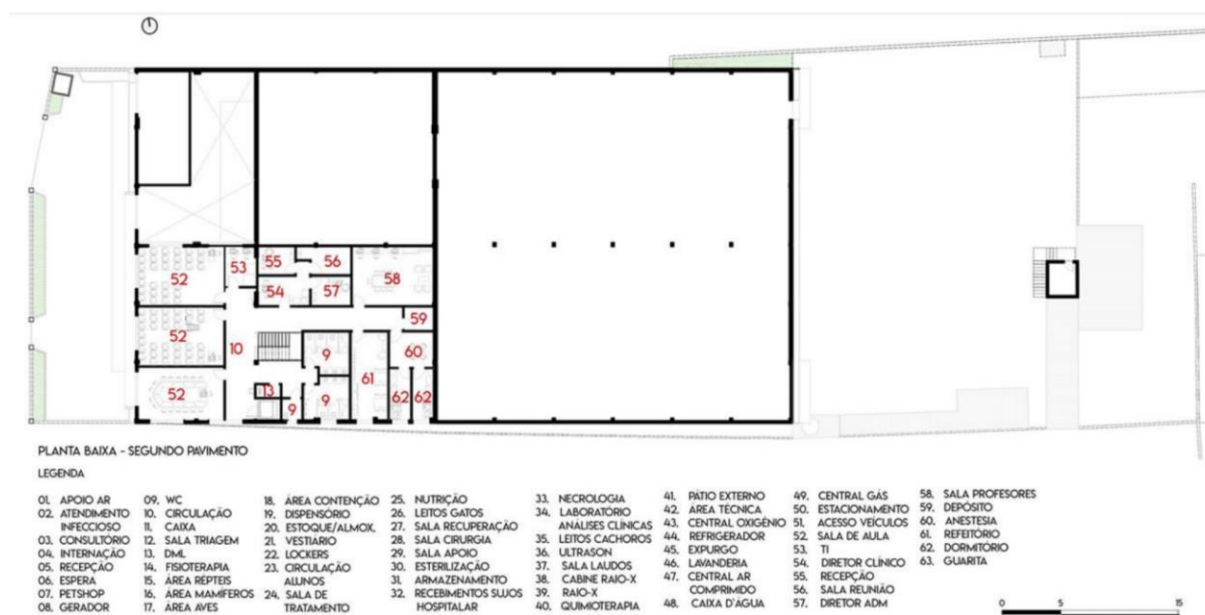 52
53
55
56
58
54
57
52
59
10
9
60
61
52
13
9
9
62
62
PLANTA BAIXA - SEGUNDO PAVIMENTO
LEGENDA
01. APOIO AR
02. ATENDIMENTO
INFECCIOSO
03. CONSULTÓRIO
04. INTERNAÇÃO
05. RECEPÇÃO
06. ESPERA
07. PETSHOP
08. GERADOR
09. WC
10. CIRCULAÇÃO
11. CAIXA
12. SALA TRIAGEM
13. DML
14. FISIOTERAPIA
15. ÁREA RÉPTEIS
16. ÁREA MAMÍFEROS
17. ÁREA AVES
18. ÁREA CONTENÇÃO
19. DISPENSÓRIO
20. ESTOQUE/ALMOX.
21. VESTIÁRIO
22. LOCKERS
23. CIRCULAÇÃO
ALUNOS
24. SALA DE
TRATAMENTO
25. NUTRIÇÃO
26. LEITOS GATOS
27. SALA RECUPERAÇÃO
28. SALA CIRURGIA
29. SALA APOIO
30. ESTERILIZAÇÃO
31. ARMAZENAMENTO
32. RECEBIMENTOS SUJOS
HOSPITALAR
33. NECROLOGIA
34. LABORATÓRIO
ANÁLISES CLÍNICAS
35. LEITOS CACHOROS
36. ULTRASON
37. SALA LAUDOS
38. CABINE RAIO-X
39. RAIO-X
40. QUIMIOTERAPIA
41. PÁTIO EXTERNO
42. ÁREA TÉCNICA
43. CENTRAL OXIGÊNIO
44. REFRIGERADOR
45. EXPURGO
46. LAVANDERIA
47. CENTRAL AR
COMPRIMIDO
48. CAIXA D'ÁGUA
49. CENTRAL GÁS
50. ESTACIONAMENTO
51. ACESSO VEÍCULOS
52. SALA DE AULA
53. TI
54. DIRETOR CLÍNICO
55. RECEPÇÃO
56. SALA REUNIÃO
57. DIRETOR ADM
58. SALA PROFESORES
59. DEPÓSITO
60. ANESTESIA
61. REFEITÓRIO
62. DORMITÓRIO
63. GUARITA
0 5 15